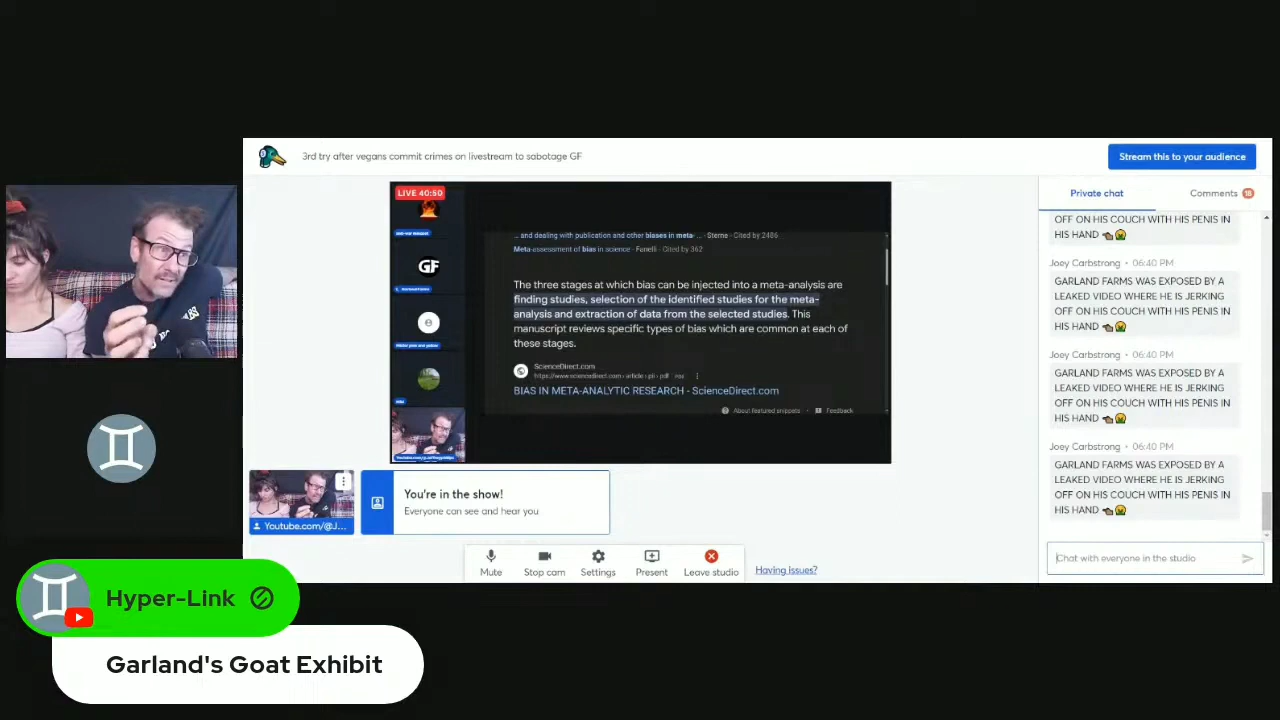 3rd try after vegans commit crimes on livestream to sabotage GF
Stream this to your audience
LIVE 40:50
GF
... and dealing with publication and other biases in meta- ... - Sterne - Cited by 2486
Meta-assessment of bias in science - Fanelli - Cited by 362
The three stages at which bias can be injected into a meta-analysis are
finding studies, selection of the identified studies for the meta-
analysis and extraction of data from the selected studies. This
manuscript reviews specific types of bias which are common at each of
these stages.
ScienceDirect.com
BIAS IN META-ANALYTIC RESEARCH - ScienceDirect.com
About featured snippets
Feedback
Private chat
Comments 18
OFF ON HIS COUCH WITH HIS PENIS IN
HIS HAND
Joey Carbstrong • 06:40 PM
GARLAND FARMS WAS EXPOSED BY A
LEAKED VIDEO WHERE HE IS JERKING
OFF ON HIS COUCH WITH HIS PENIS IN
HIS HAND
Joey Carbstrong • 06:40 PM
GARLAND FARMS WAS EXPOSED BY A
LEAKED VIDEO WHERE HE IS JERKING
OFF ON HIS COUCH WITH HIS PENIS IN
HIS HAND
Joey Carbstrong • 06:40 PM
GARLAND FARMS WAS EXPOSED BY A
LEAKED VIDEO WHERE HE IS JERKING
OFF ON HIS COUCH WITH HIS PENIS IN
HIS HAND
Chat with everyone in the studio
Youtube.com/@J...
You're in the show!
Everyone can see and hear you
Mute
Stop cam
Settings
Present
Leave studio
Having issues?
Hyper-Link
Garland's Goat Exhibit